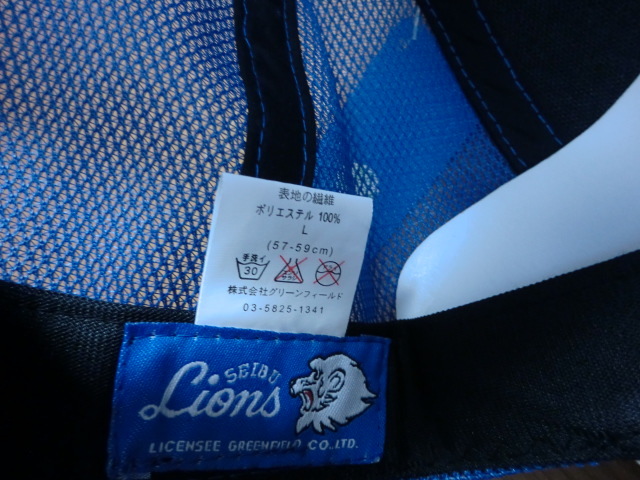 表地の繊維
ポリエステル 100%
L
(57-59cm)
手洗イ
30
株式会社グリーンフィールド
03-5825-1341
SEIBU
Lions
LICENSEE GREENFIELD CO.,LTD.